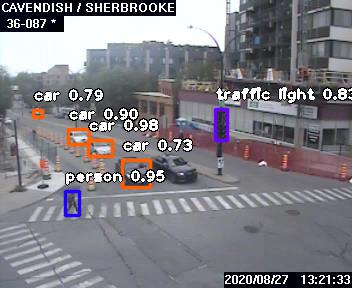 CAVENDISH / SHERBROOKE
36-087 *
car 0.79
traffic light 0.83
car 0.90
car 0.98
car 0.73
person 0.95
2020/08/27 13:21:33